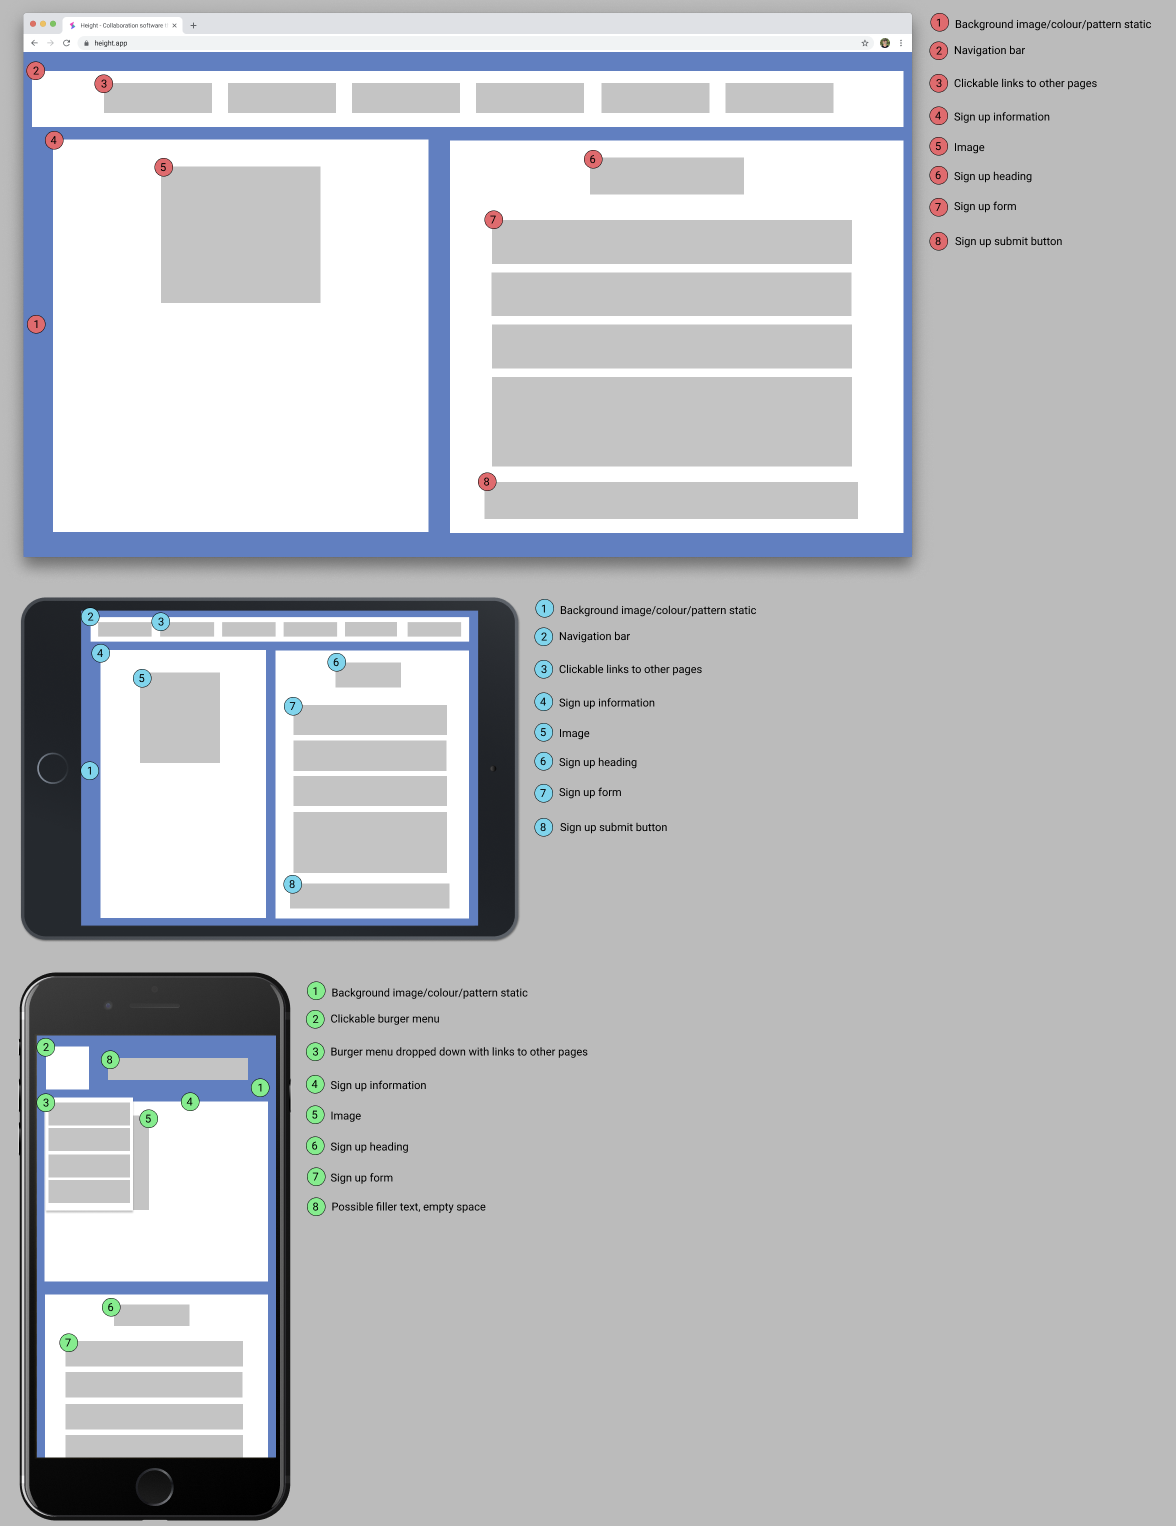 Height - Collaboration software
height.app
1 Background image/colour/pattern static
2 Navigation bar
3 Clickable links to other pages
4 Sign up information
5 Image
6 Sign up heading
7 Sign up form
8 Sign up submit button
2
3
4
5
6
7
1
8
1 Background image/colour/pattern static
2 Navigation bar
3 Clickable links to other pages
4 Sign up information
5 Image
6 Sign up heading
7 Sign up form
8 Sign up submit button
2
3
4
6
5
7
1
8
1 Background image/colour/pattern static
2 Clickable burger menu
3 Burger menu dropped down with links to other pages
4 Sign up information
5 Image
6 Sign up heading
7 Sign up form
8 Possible filler text, empty space
2
8
1
3
4
5
6
7